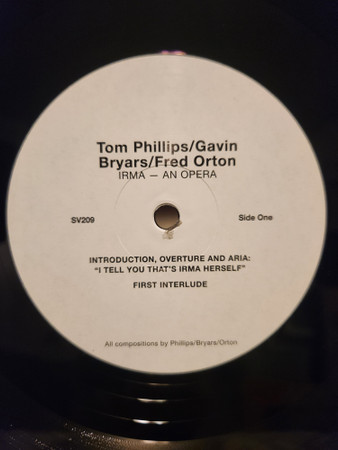 Tom Phillips/Gavin
Bryars/Fred Orton
IRMA — AN OPERA
SV209
Side One
INTRODUCTION, OVERTURE AND ARIA:
“I TELL YOU THAT'S IRMA HERSELF”
FIRST INTERLUDE
All compositions by Phillips/Bryars/Orton